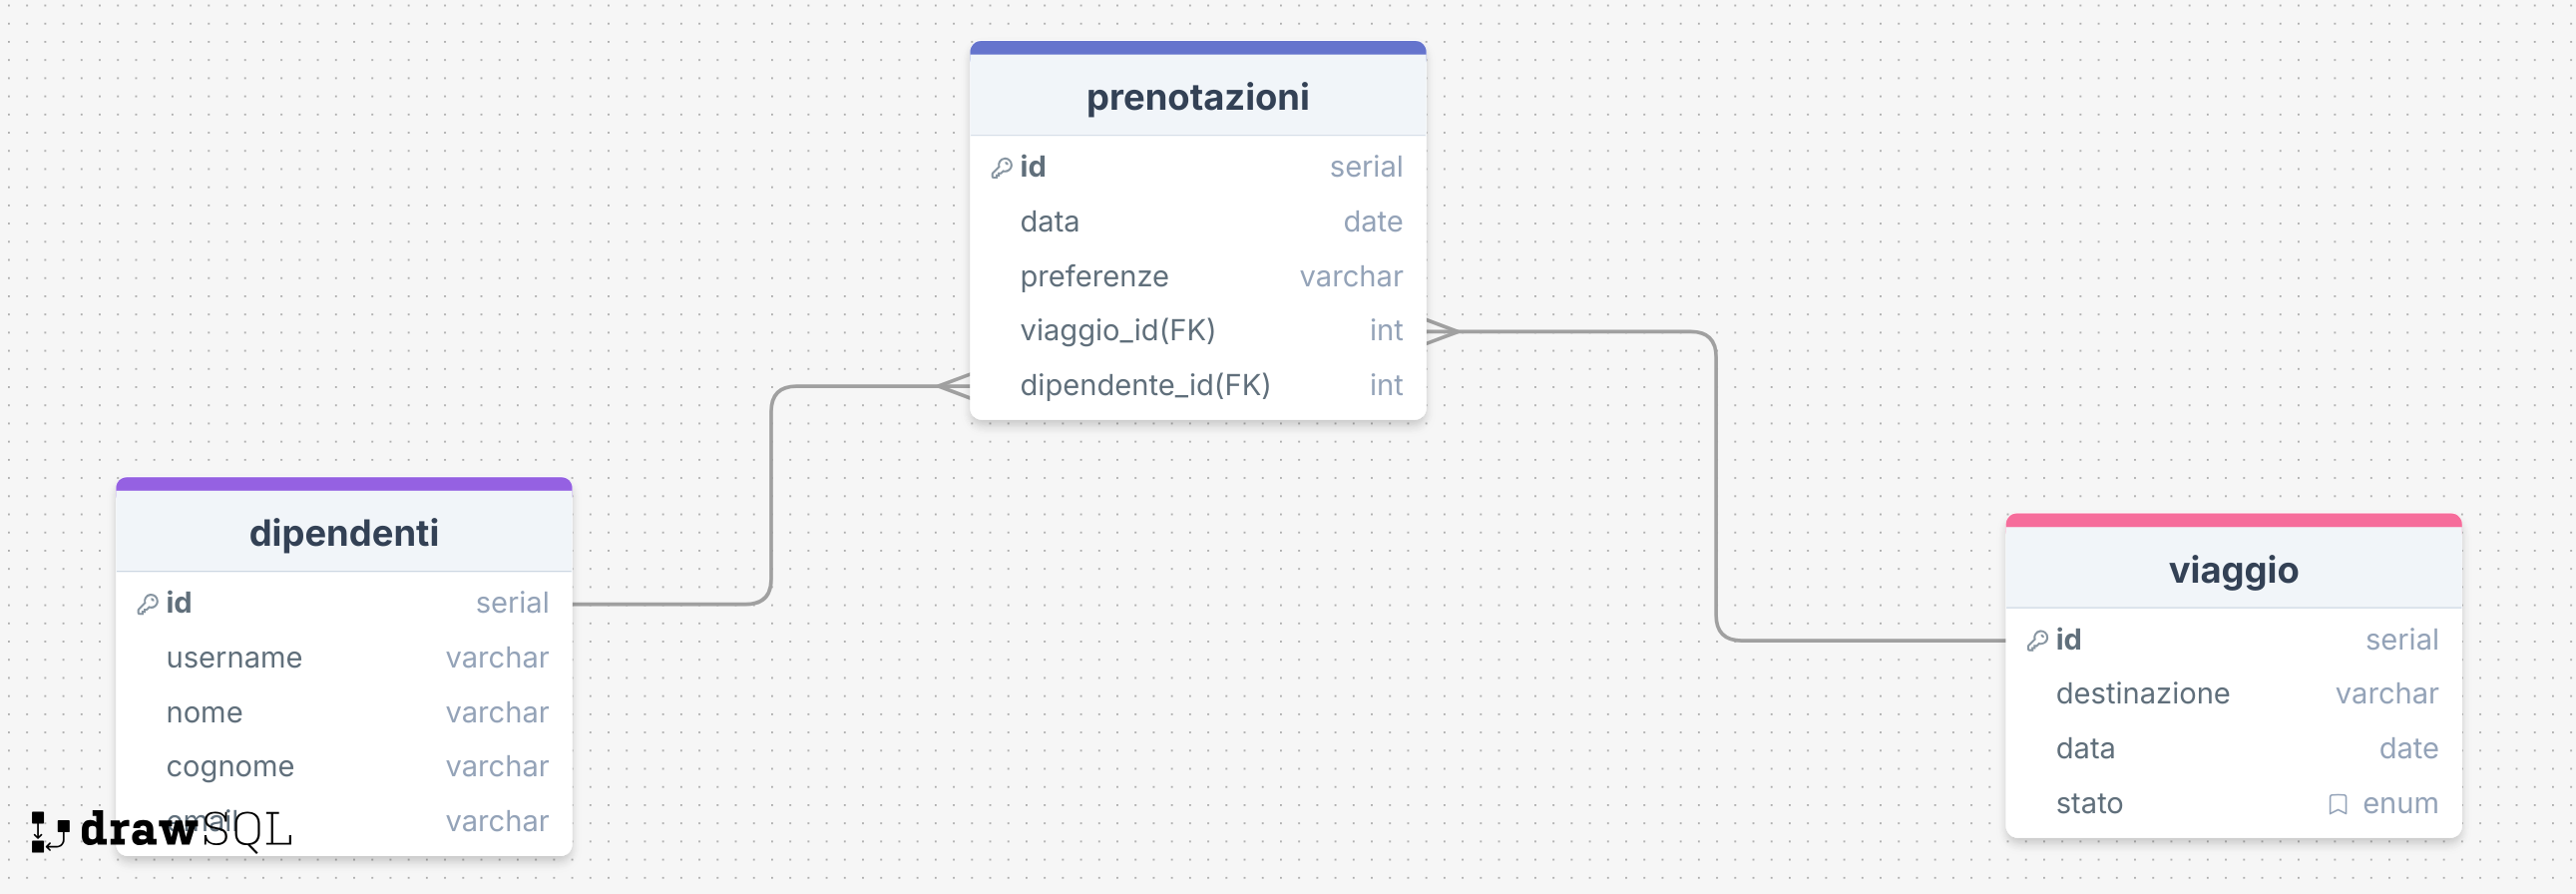 prenotazioni
id serial
data date
preferenze varchar
viaggio_id(FK) int
dipendente_id(FK) int
dipendenti
id serial
username varchar
nome varchar
cognome varchar
email varchar
drawSQL
viaggio
id serial
destinazione varchar
data date
stato enum